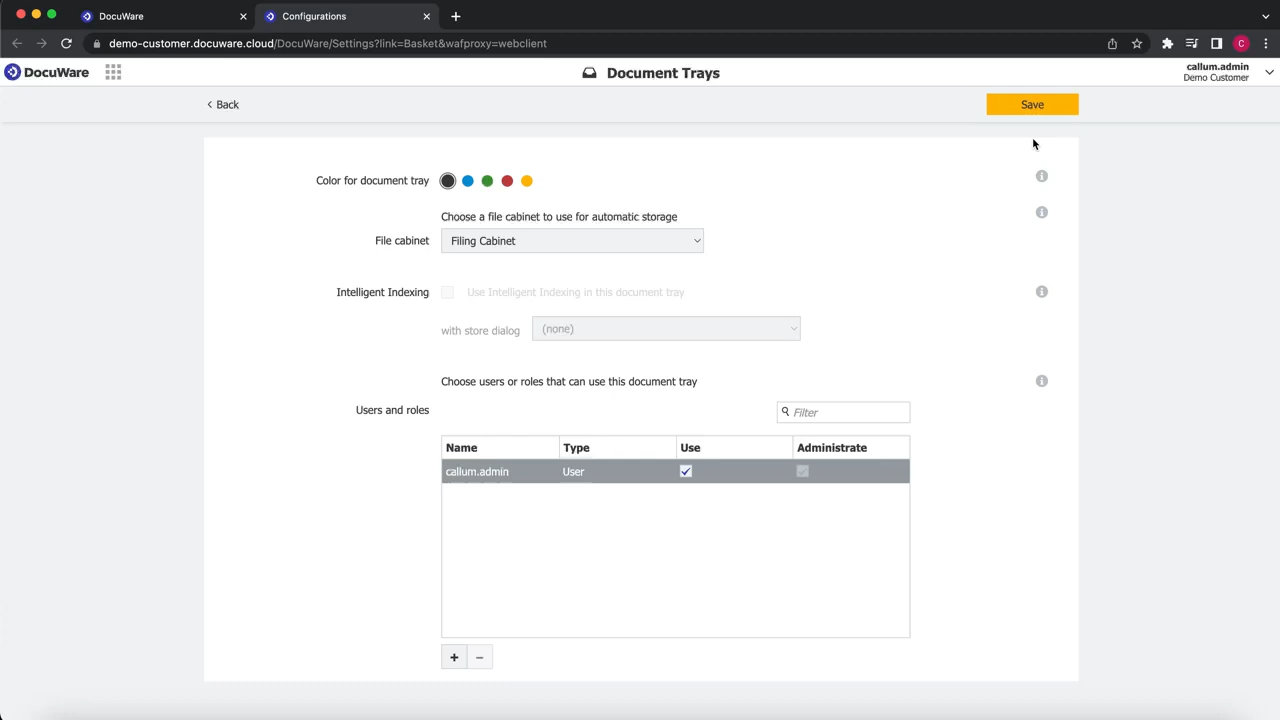 DocuWare
Configurations
demo-customer.docuware.cloud/DocuWare/Settings?link=Basket&wafproxy=webclient
C
DocuWare
Document Trays
callum.admin
Demo Customer
Back
Save
Color for document tray
Choose a file cabinet to use for automatic storage
File cabinet
Filing Cabinet
Intelligent Indexing
Use Intelligent Indexing in this document tray
with store dialog
(none)
Choose users or roles that can use this document tray
Users and roles
Filter
Name Type Use Administrate
callum.admin User